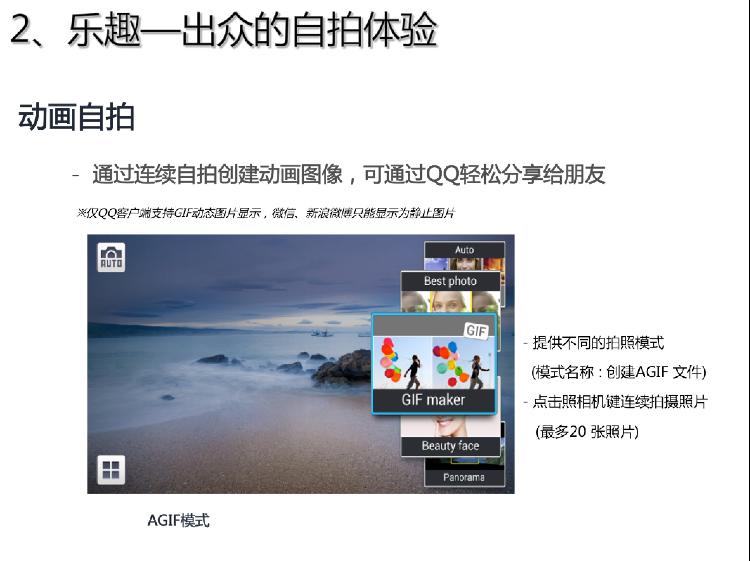 2、乐趣—出众的自拍体验
动画自拍
- 通过连续自拍创建动画图像，可通过QQ轻松分享给朋友
※仅QQ客户端支持GIF动态图片显示，微信、新浪微博只能显示为静止图片
AUTO
Auto
Best photo
GIF
GIF maker
Beauty face
Panorama
- 提供不同的拍照模式
(模式名称：创建AGIF 文件)
- 点击照相机键连续拍摄照片
(最多20 张照片)
AGIF模式